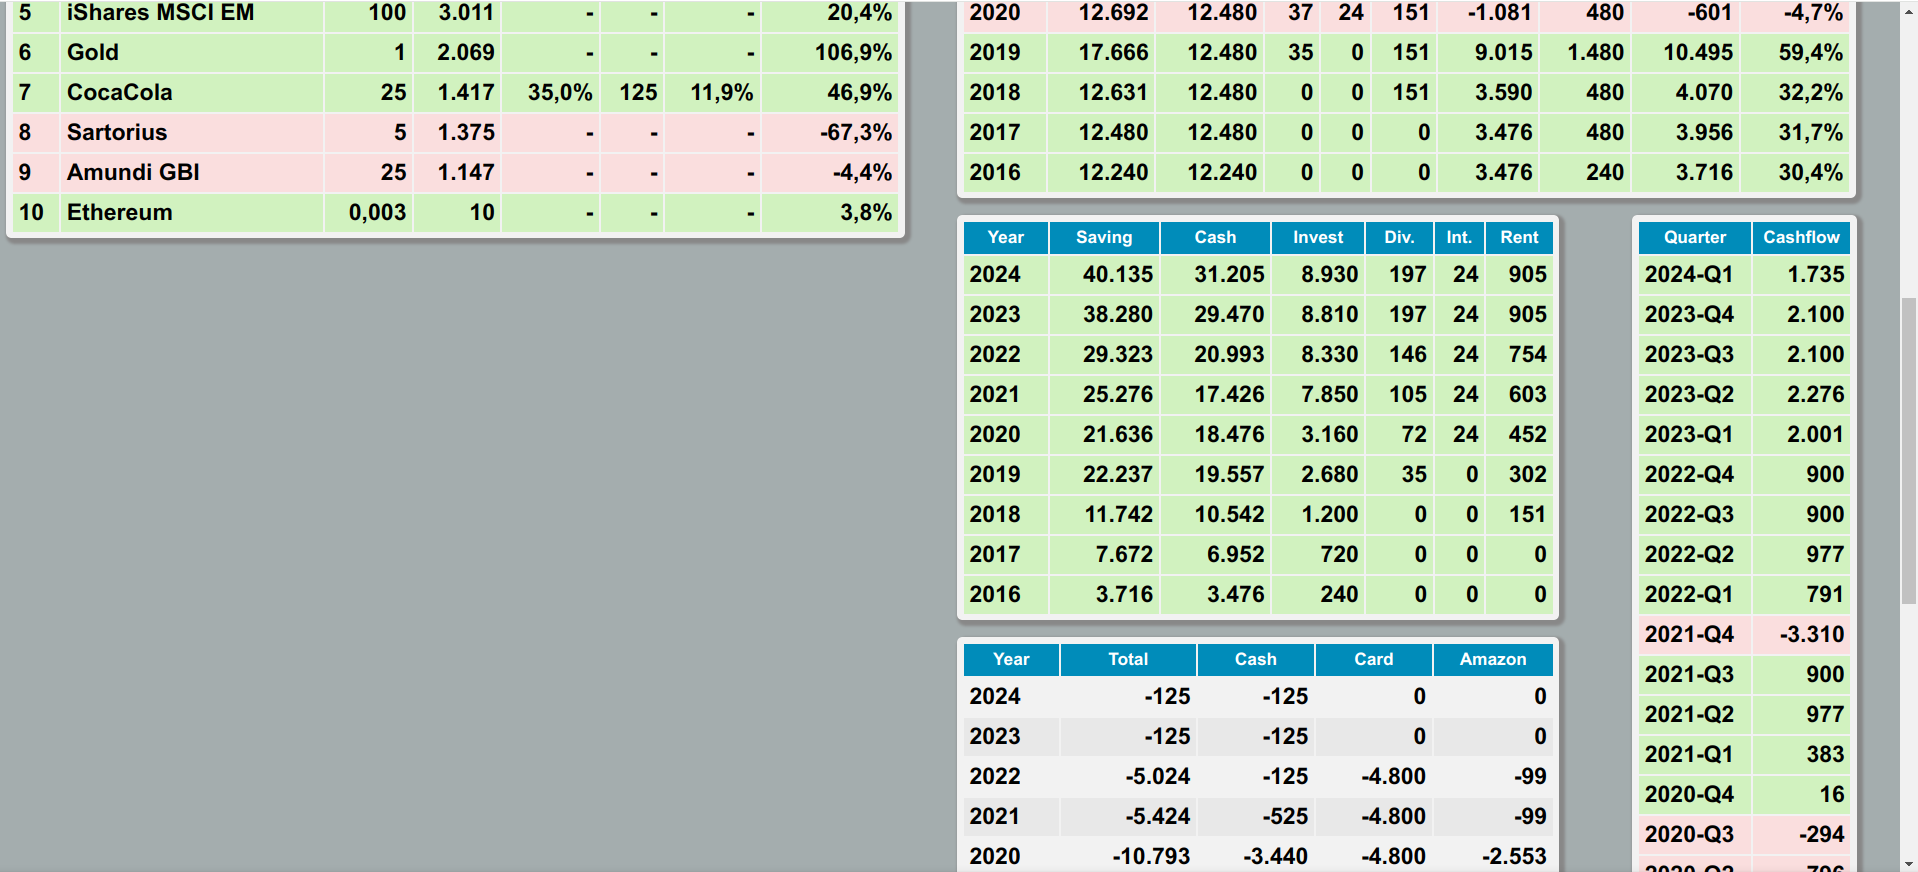 5 iShares MSCI EM 100 3.011 - - - 20,4%
6 Gold 1 2.069 - - - 106,9%
7 CocaCola 25 1.417 35,0% 125 11,9% 46,9%
8 Sartorius 5 1.375 - - - -67,3%
9 Amundi GBI 25 1.147 - - - -4,4%
10 Ethereum 0,003 10 - - - 3,8%
2020 12.692 12.480 37 24 151 -1.081 480 -601 -4,7%
2019 17.666 12.480 35 0 151 9.015 1.480 10.495 59,4%
2018 12.631 12.480 0 0 151 3.590 480 4.070 32,2%
2017 12.480 12.480 0 0 0 3.476 480 3.956 31,7%
2016 12.240 12.240 0 0 0 3.476 240 3.716 30,4%
Year Saving Cash Invest Div. Int. Rent
2024 40.135 31.205 8.930 197 24 905
2023 38.280 29.470 8.810 197 24 905
2022 29.323 20.993 8.330 146 24 754
2021 25.276 17.426 7.850 105 24 603
2020 21.636 18.476 3.160 72 24 452
2019 22.237 19.557 2.680 35 0 302
2018 11.742 10.542 1.200 0 0 151
2017 7.672 6.952 720 0 0 0
2016 3.716 3.476 240 0 0 0
Year Total Cash Card Amazon
2024 -125 -125 0 0
2023 -125 -125 0 0
2022 -5.024 -125 -4.800 -99
2021 -5.424 -525 -4.800 -99
2020 -10.793 -3.440 -4.800 -2.553
Quarter Cashflow
2024-Q1 1.735
2023-Q4 2.100
2023-Q3 2.100
2023-Q2 2.276
2023-Q1 2.001
2022-Q4 900
2022-Q3 900
2022-Q2 977
2022-Q1 791
2021-Q4 -3.310
2021-Q3 900
2021-Q2 977
2021-Q1 383
2020-Q4 16
2020-Q3 -294